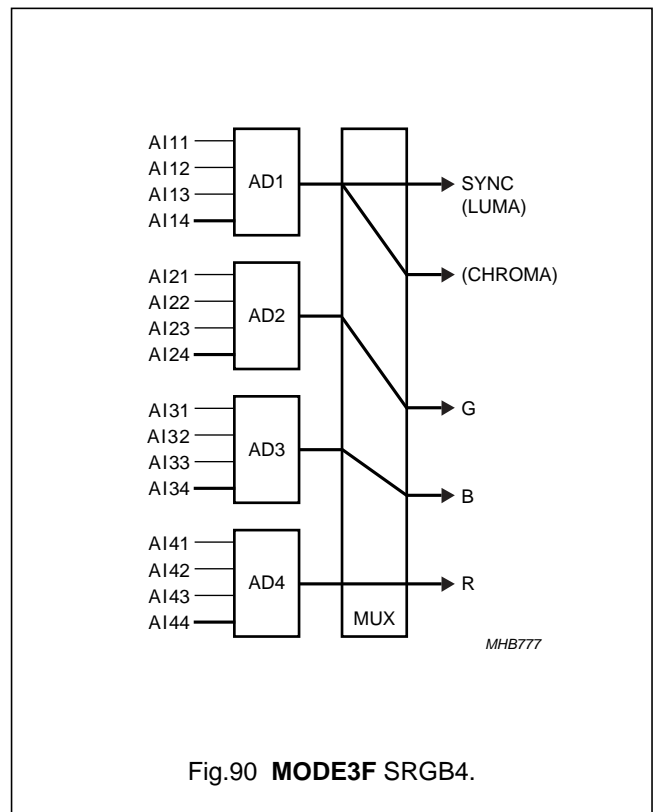 AI11
AI12
AI13
AI14
AD1
SYNC
(LUMA)
(CHROMA)
AI21
AI22
AI23
AI24
AD2
G
AI31
AI32
AI33
AI34
AD3
B
AI41
AI42
AI43
AI44
AD4
R
MUX
MHB777
Fig.90 MODE3F SRGB4.